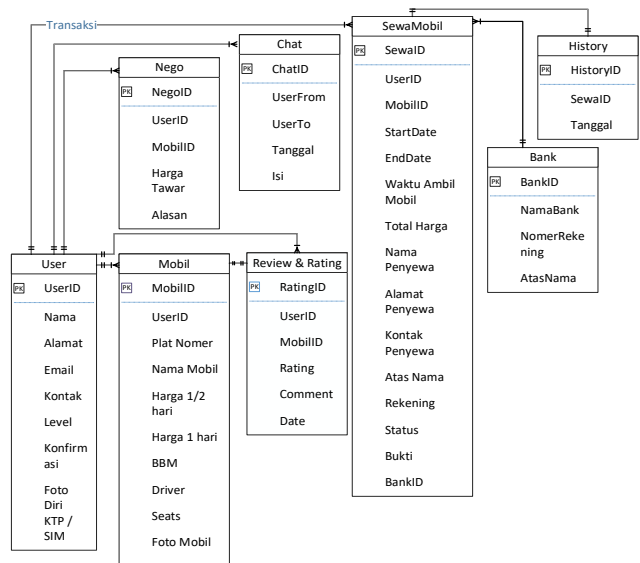 Transaksi
SewaMobil
PK SewaID
UserID
MobilID
StartDate
EndDate
Waktu Ambil
Mobil
Total Harga
Nama
Penyewa
Alamat
Penyewa
Kontak
Penyewa
Atas Nama
Rekening
Status
Bukti
BankID
History
PK HistoryID
SewaID
Tanggal
Chat
PK ChatID
UserFrom
UserTo
Tanggal
Isi
Nego
PK NegoID
UserID
MobilID
Harga
Tawar
Alasan
Bank
PK BankID
NamaBank
NomerReke
ning
AtasNama
User
PK UserID
Nama
Alamat
Email
Kontak
Level
Konfirm
asi
Foto
Diri
KTP /
SIM
Mobil
PK MobilID
UserID
Plat Nomer
Nama Mobil
Harga 1/2
hari
Harga 1 hari
BBM
Driver
Seats
Foto Mobil
Review & Rating
PK RatingID
UserID
MobilID
Rating
Comment
Date